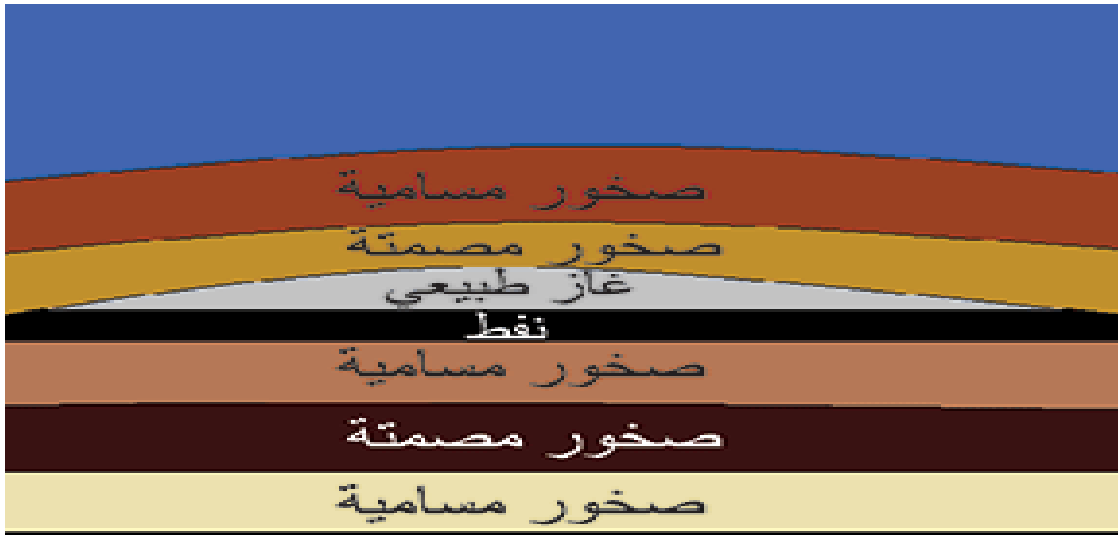 صخور مسامية
صخور مصمتة
غاز طبيعي
نفط
صخور مسامية
صخور مصمتة
صخور مسامية